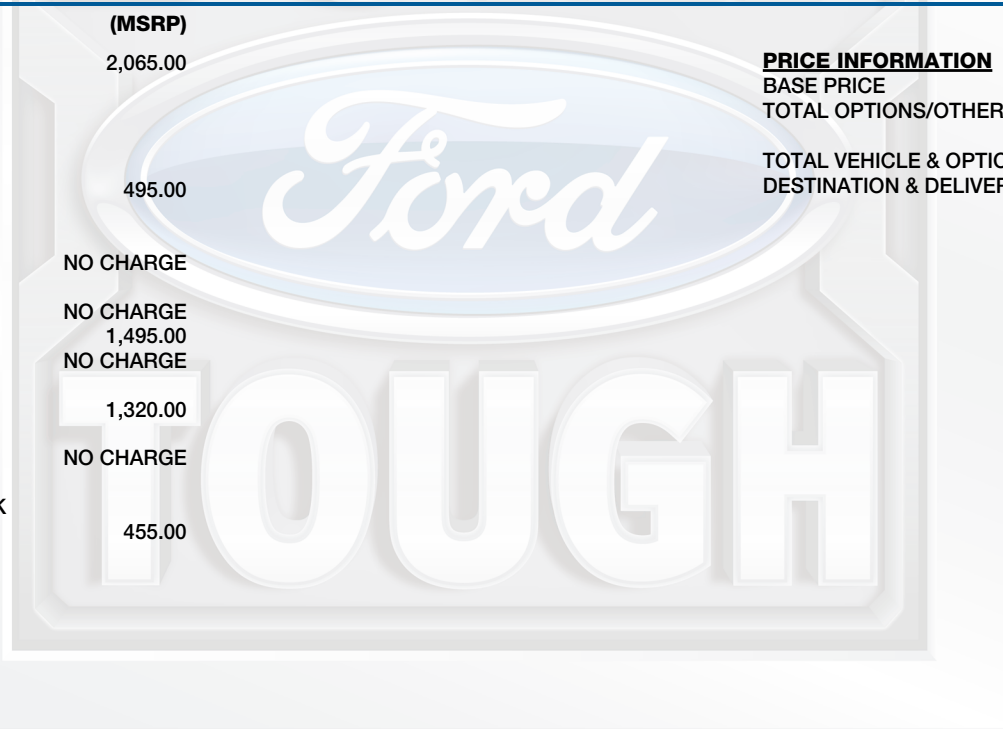 (MSRP)
2,065.00
495.00
NO CHARGE
NO CHARGE
1,495.00
NO CHARGE
1,320.00
NO CHARGE
K
455.00
PRICE INFORMATION
BASE PRICE
TOTAL OPTIONS/OTHER
TOTAL VEHICLE & OPTIO
DESTINATION & DELIVER
Ford
TOUGH